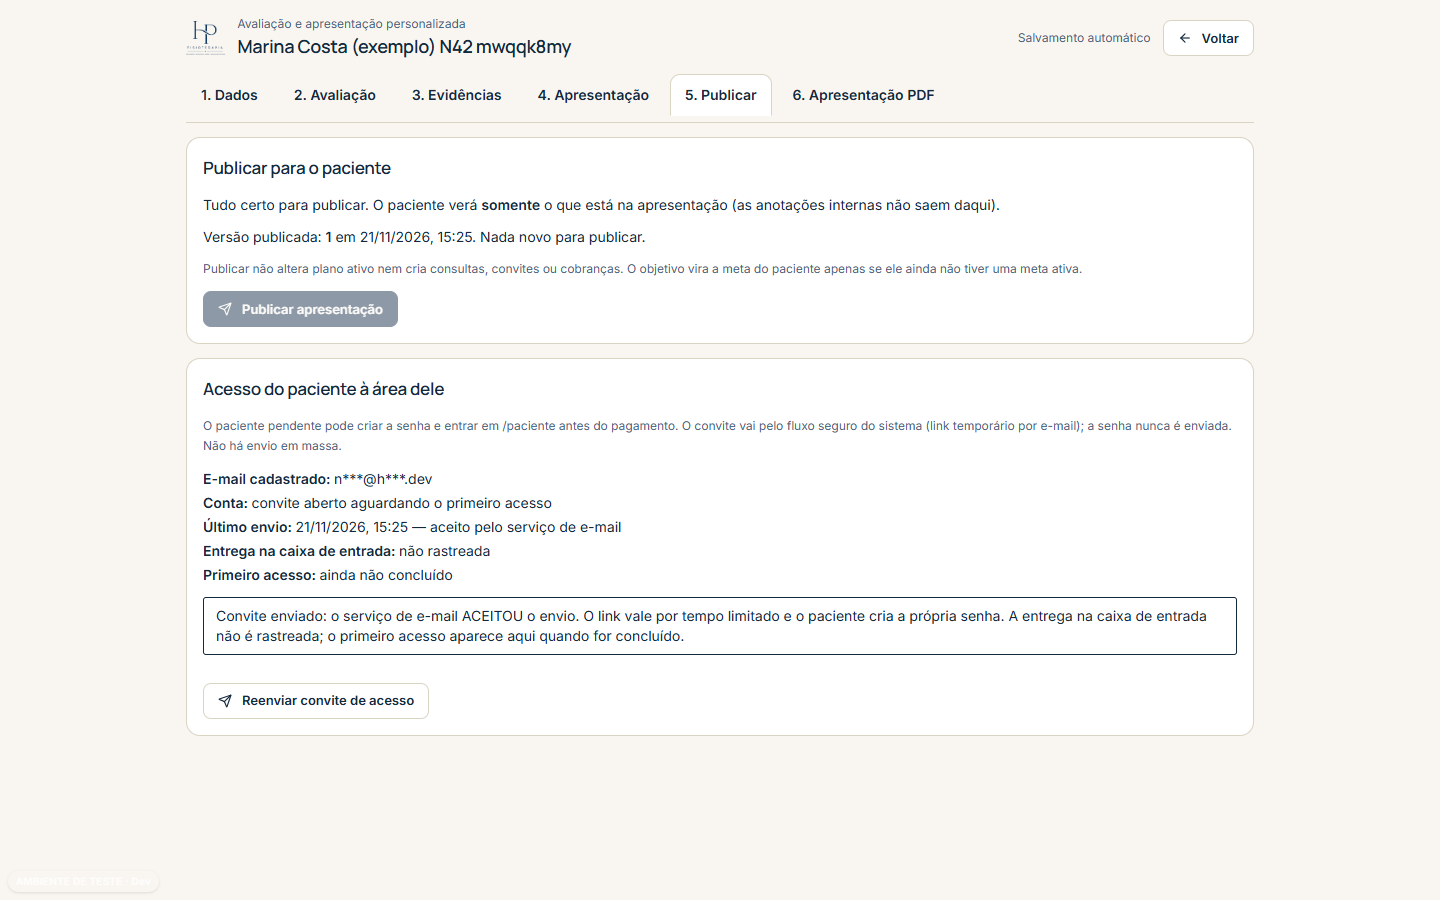 HP
FISIOTERAPIA
Avaliação e apresentação personalizada
Marina Costa (exemplo) N42 mwqqk8my
Salvamento automático
Voltar
1. Dados
2. Avaliação
3. Evidências
4. Apresentação
5. Publicar
6. Apresentação PDF
Publicar para o paciente
Tudo certo para publicar. O paciente verá somente o que está na apresentação (as anotações internas não saem daqui).
Versão publicada: 1 em 21/11/2026, 15:25. Nada novo para publicar.
Publicar não altera plano ativo nem cria consultas, convites ou cobranças. O objetivo vira a meta do paciente apenas se ele ainda não tiver uma meta ativa.
Publicar apresentação
Acesso do paciente à área dele
O paciente pendente pode criar a senha e entrar em /paciente antes do pagamento. O convite vai pelo fluxo seguro do sistema (link temporário por e-mail); a senha nunca é enviada.
Não há envio em massa.
E-mail cadastrado: n***@h***.dev
Conta: convite aberto aguardando o primeiro acesso
Último envio: 21/11/2026, 15:25 — aceito pelo serviço de e-mail
Entrega na caixa de entrada: não rastreada
Primeiro acesso: ainda não concluído
Convite enviado: o serviço de e-mail ACEITOU o envio. O link vale por tempo limitado e o paciente cria a própria senha. A entrega na caixa de entrada
não é rastreada; o primeiro acesso aparece aqui quando for concluído.
Reenviar convite de acesso
AMBIENTE DE TESTE